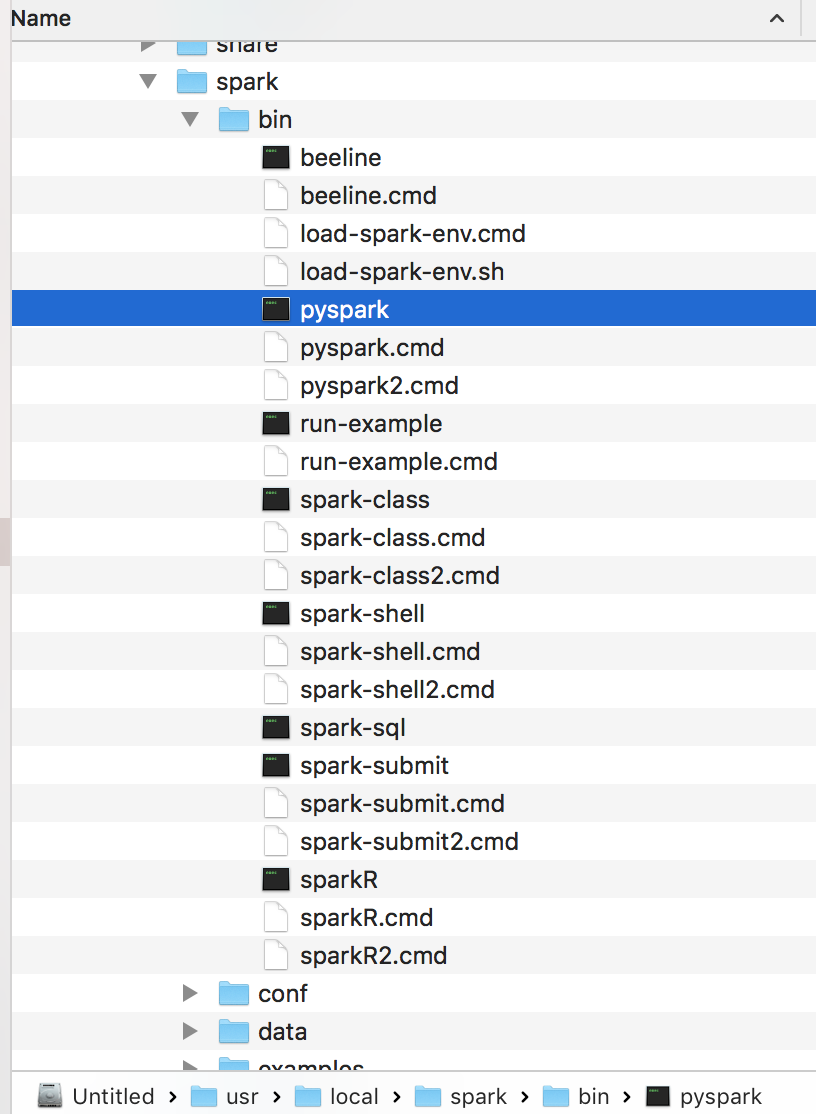 Name
share
spark
bin
beeline
beeline.cmd
load-spark-env.cmd
load-spark-env.sh
pyspark
pyspark.cmd
pyspark2.cmd
run-example
run-example.cmd
spark-class
spark-class.cmd
spark-class2.cmd
spark-shell
spark-shell.cmd
spark-shell2.cmd
spark-sql
spark-submit
spark-submit.cmd
spark-submit2.cmd
sparkR
sparkR.cmd
sparkR2.cmd
conf
data
examples
Untitled › usr › local › spark › bin › pyspark